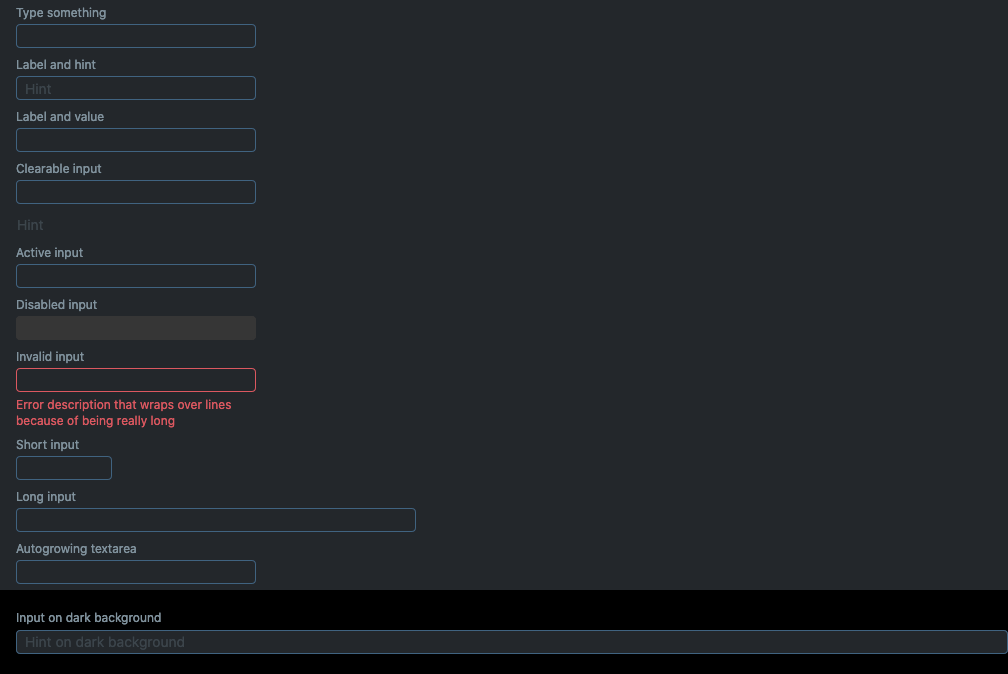 Type something
Label and hint
Hint
Label and value
Clearable input
Hint
Active input
Disabled input
Invalid input
Error description that wraps over lines
because of being really long
Short input
Long input
Autogrowing textarea
Input on dark background
Hint on dark background